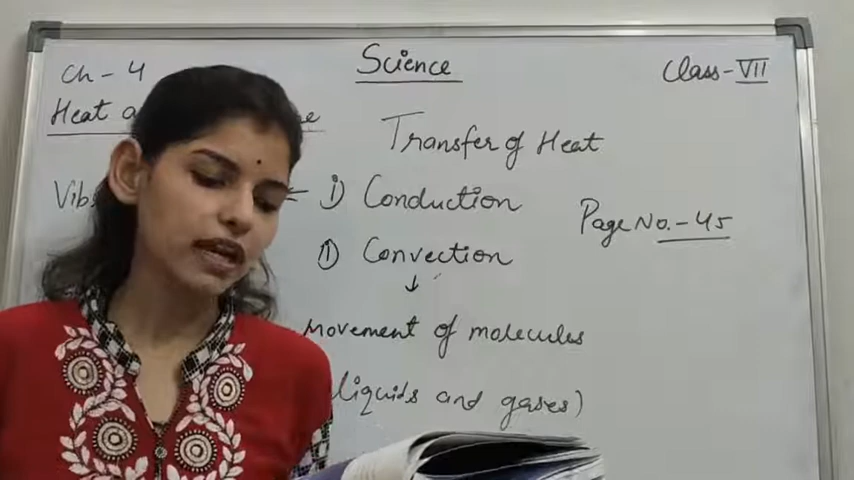 Science
Ch - 4
Class - VII
Heat
Transfer of Heat
= i) Conduction
Page No. - 45
ii) Convection
↓
movement of molecules
(liquids and gases)